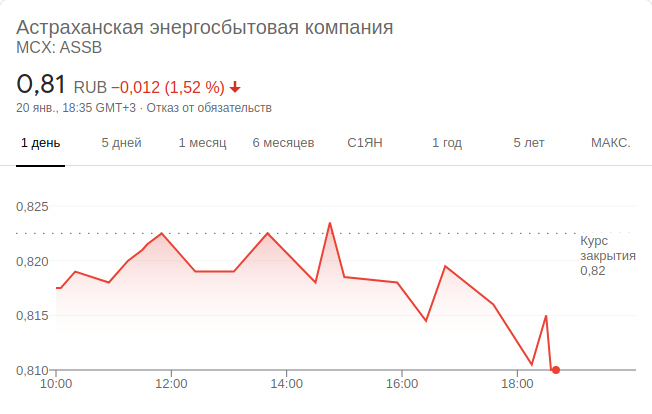 Астраханская энергосбытовая компания
MCX: ASSB
0,81 RUB −0,012 (1,52 %)
20 янв., 18:35 GMT+3 · Отказ от обязательств
1 день 5 дней 1 месяц 6 месяцев С1ЯН 1 год 5 лет МАКС.
0,825
Курс
закрытия
0,82
0,820
0,815
0,810
10:00 12:00 14:00 16:00 18:00